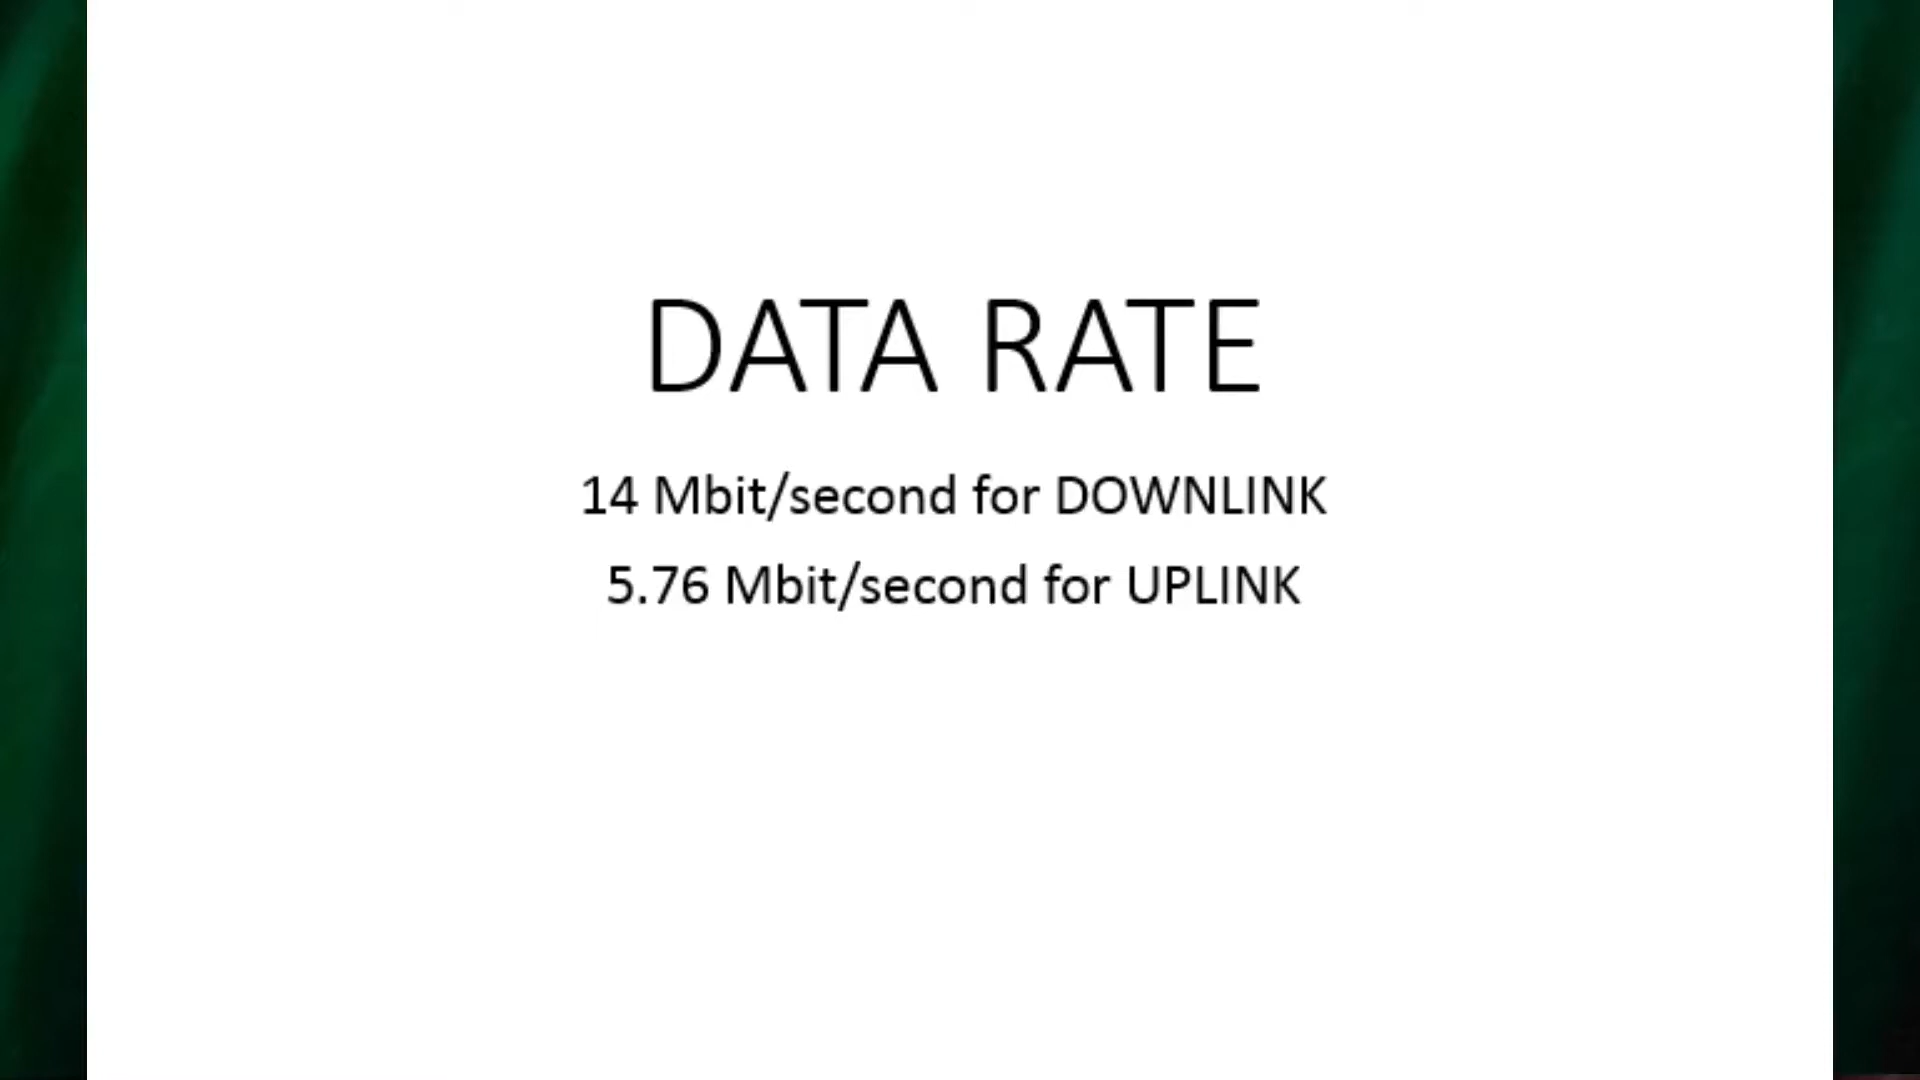 DATA RATE
14 Mbit/second for DOWNLINK
5.76 Mbit/second for UPLINK